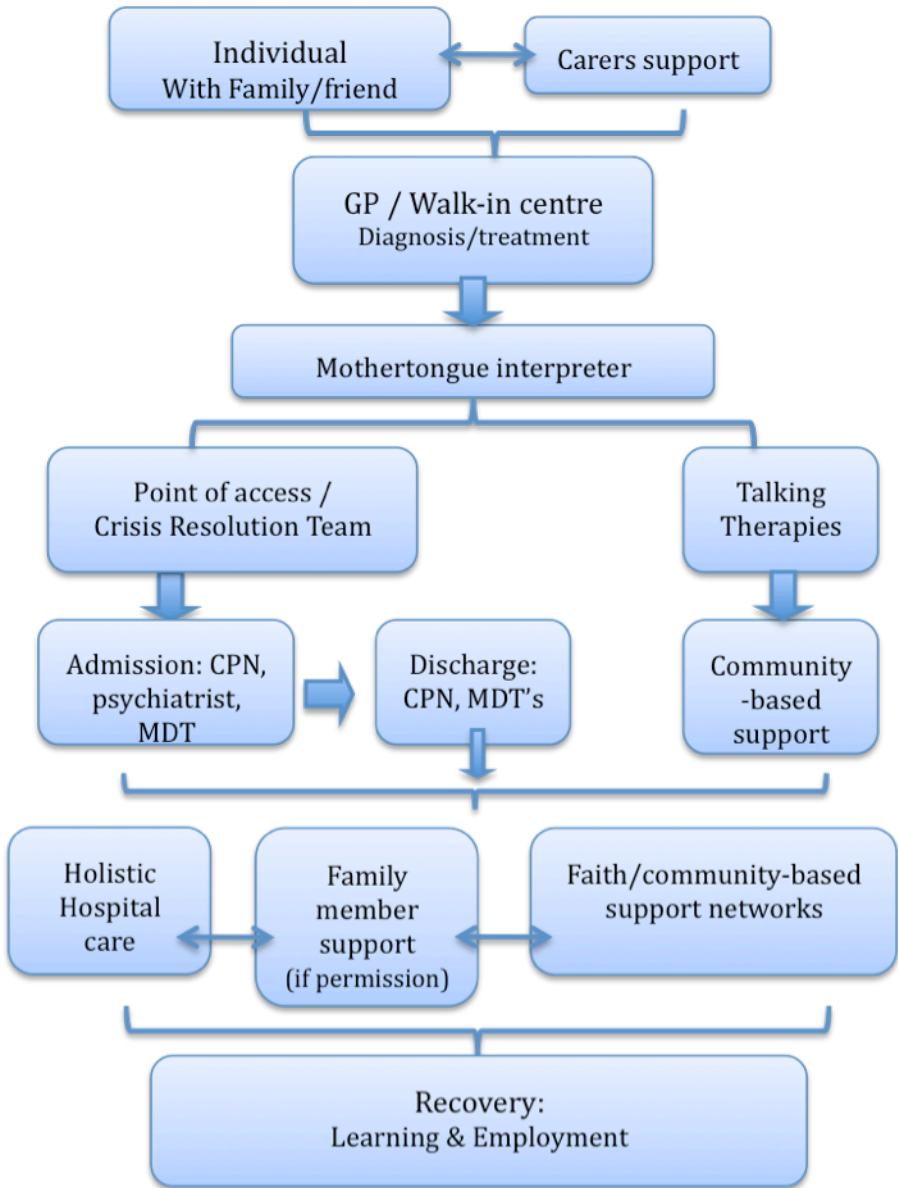 Individual
With Family/friend
Carers support
GP / Walk-in centre
Diagnosis/treatment
Mothertongue interpreter
Point of access /
Crisis Resolution Team
Talking
Therapies
Admission: CPN,
psychiatrist,
MDT
Discharge:
CPN, MDT's
Community
-based
support
Holistic
Hospital
care
Family
member
support
(if permission)
Faith/community-based
support networks
Recovery:
Learning & Employment